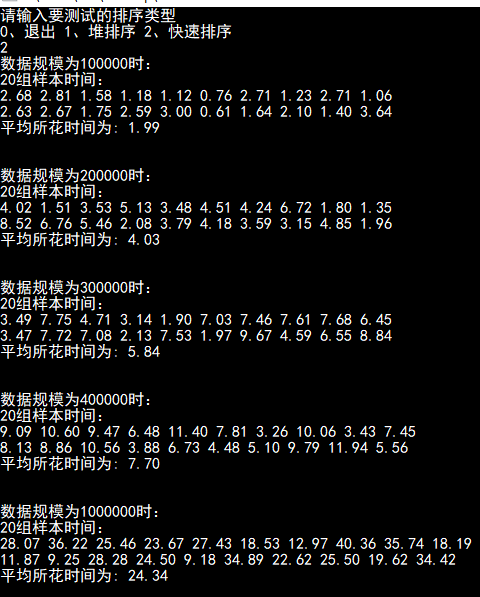 请输入要测试的排序类型
0、退出 1、堆排序 2、快速排序
2
数据规模为100000时:
20组样本时间:
2.68 2.81 1.58 1.18 1.12 0.76 2.71 1.23 2.71 1.06
2.63 2.67 1.75 2.59 3.00 0.61 1.64 2.10 1.40 3.64
平均所花时间为: 1.99
数据规模为200000时:
20组样本时间:
4.02 1.51 3.53 5.13 3.48 4.51 4.24 6.72 1.80 1.35
8.52 6.76 5.46 2.08 3.79 4.18 3.59 3.15 4.85 1.96
平均所花时间为: 4.03
数据规模为300000时:
20组样本时间:
3.49 7.75 4.71 3.14 1.90 7.03 7.46 7.61 7.68 6.45
3.47 7.72 7.08 2.13 7.53 1.97 9.67 4.59 6.55 8.84
平均所花时间为: 5.84
数据规模为400000时:
20组样本时间:
9.09 10.60 9.47 6.48 11.40 7.81 3.26 10.06 3.43 7.45
8.13 8.86 10.56 3.88 6.73 4.48 5.10 9.79 11.94 5.56
平均所花时间为: 7.70
数据规模为1000000时:
20组样本时间:
28.07 36.22 25.46 23.67 27.43 18.53 12.97 40.36 35.74 18.19
11.87 9.25 28.28 24.50 9.18 34.89 22.62 25.50 19.62 34.42
平均所花时间为: 24.34